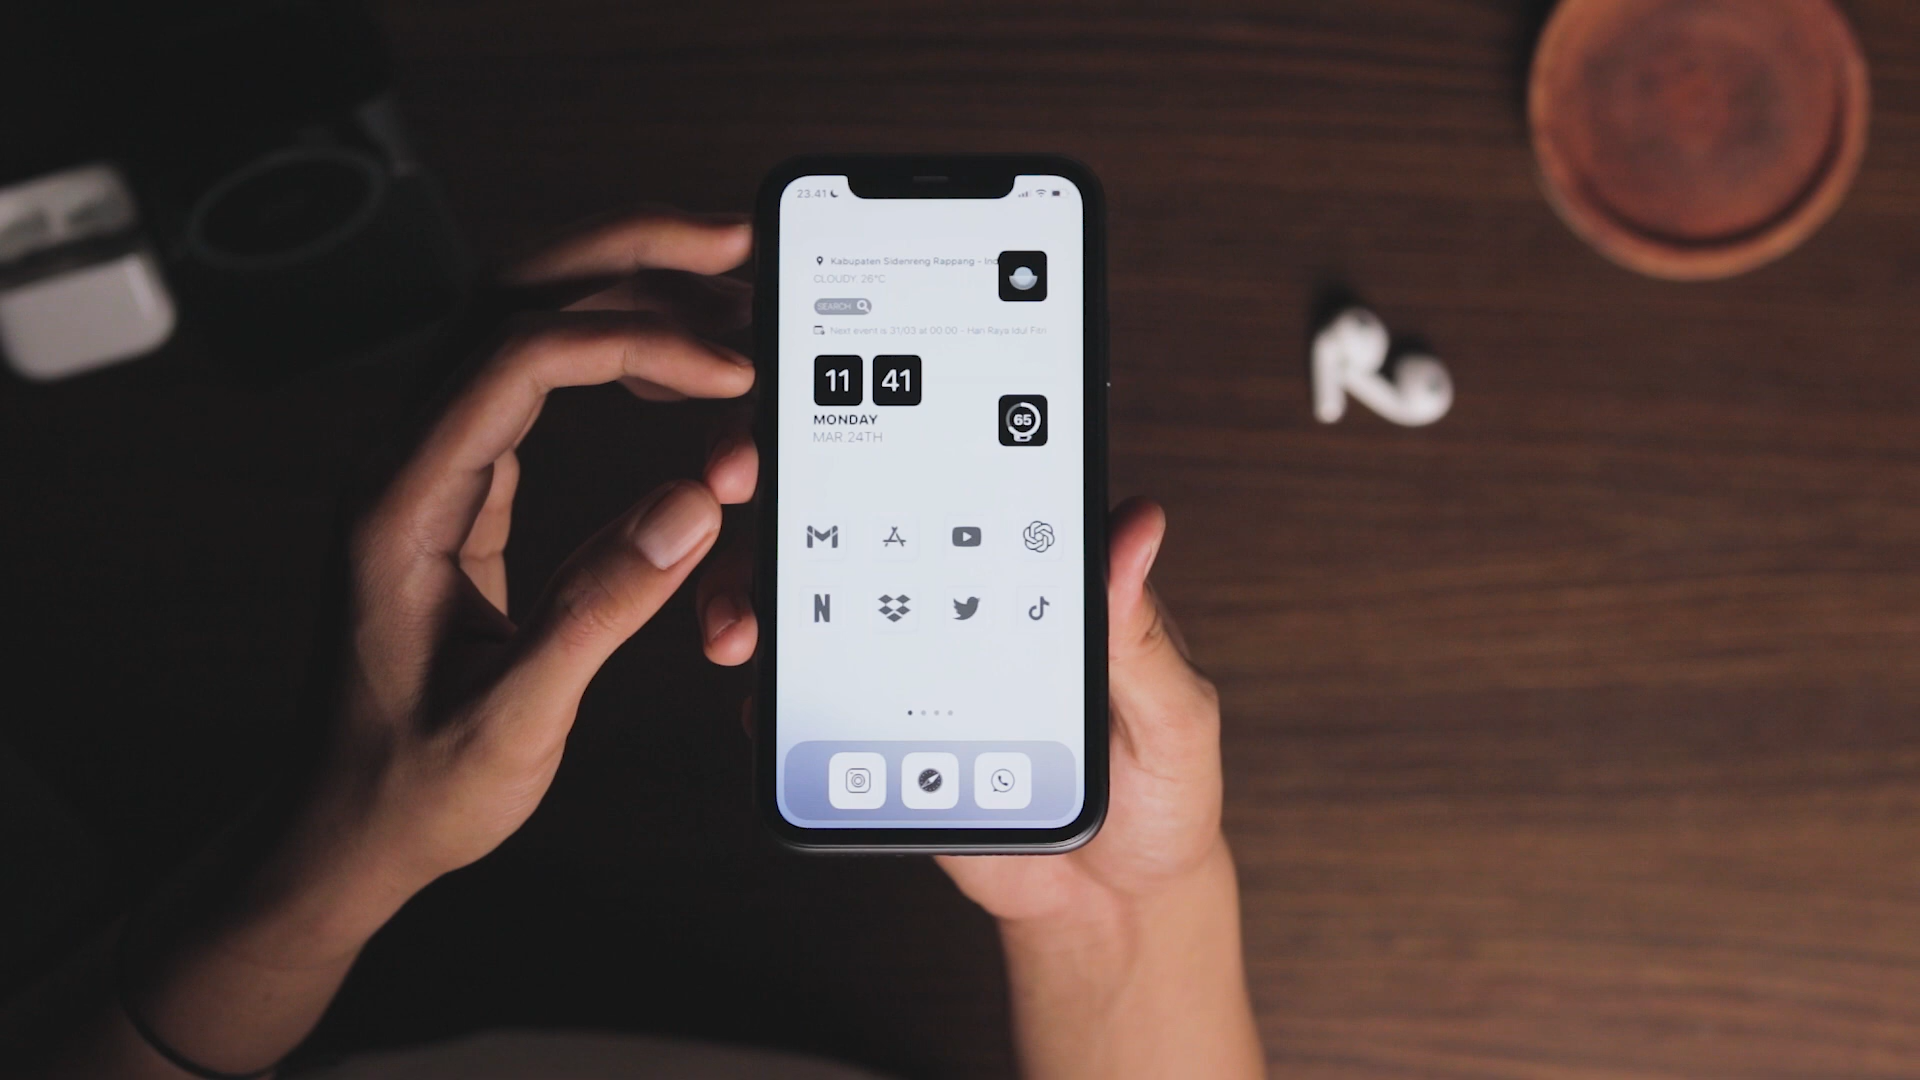 23.41
Kabupaten Sidenreng Rappang - Ind
CLOUDY 26°C
SEARCH
Next event is 31/03 at 00.00 - Hari Raya Idul Fitri
11 41
MONDAY
65
MAR.24TH
N